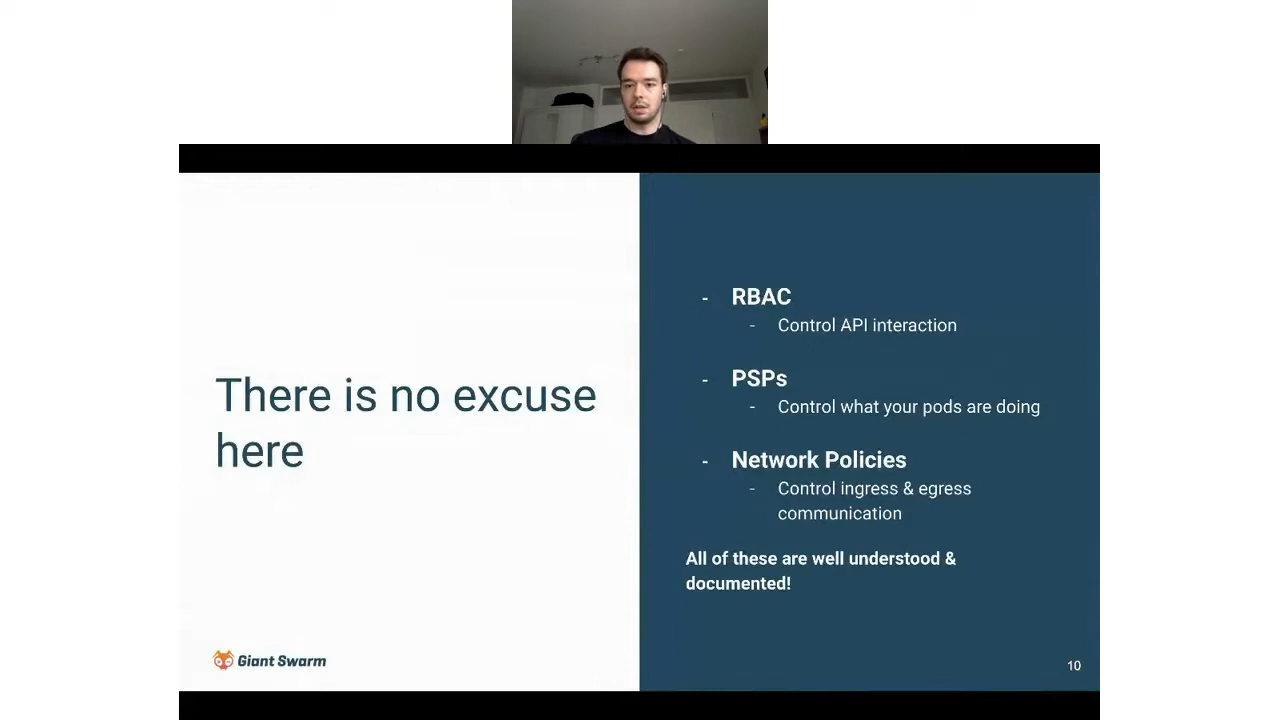 There is no excuse
here
- RBAC
- Control API interaction
- PSPs
- Control what your pods are doing
- Network Policies
- Control ingress & egress
communication
All of these are well understood &
documented!
Giant Swarm
10